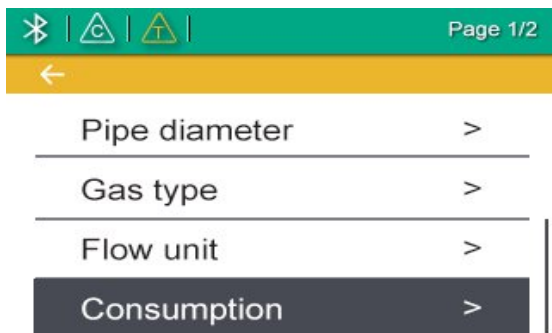 C T Page 1/2
Pipe diameter >
Gas type >
Flow unit >
Consumption >